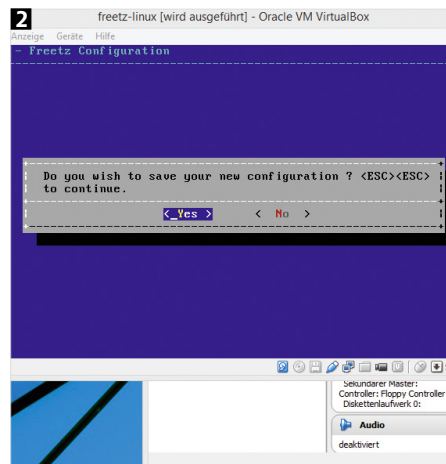 2
freetz-linux [wird ausgeführt] - Oracle VM VirtualBox
Anzeige Geräte Hilfe
- Freetz Configuration
Do you wish to save your new configuration ? <ESC><ESC>
to continue.
< Yes > < No >
Sekundärer Master:
Controller: Floppy Controller
Diskettenlaufwerk 0:
Audio
deaktiviert